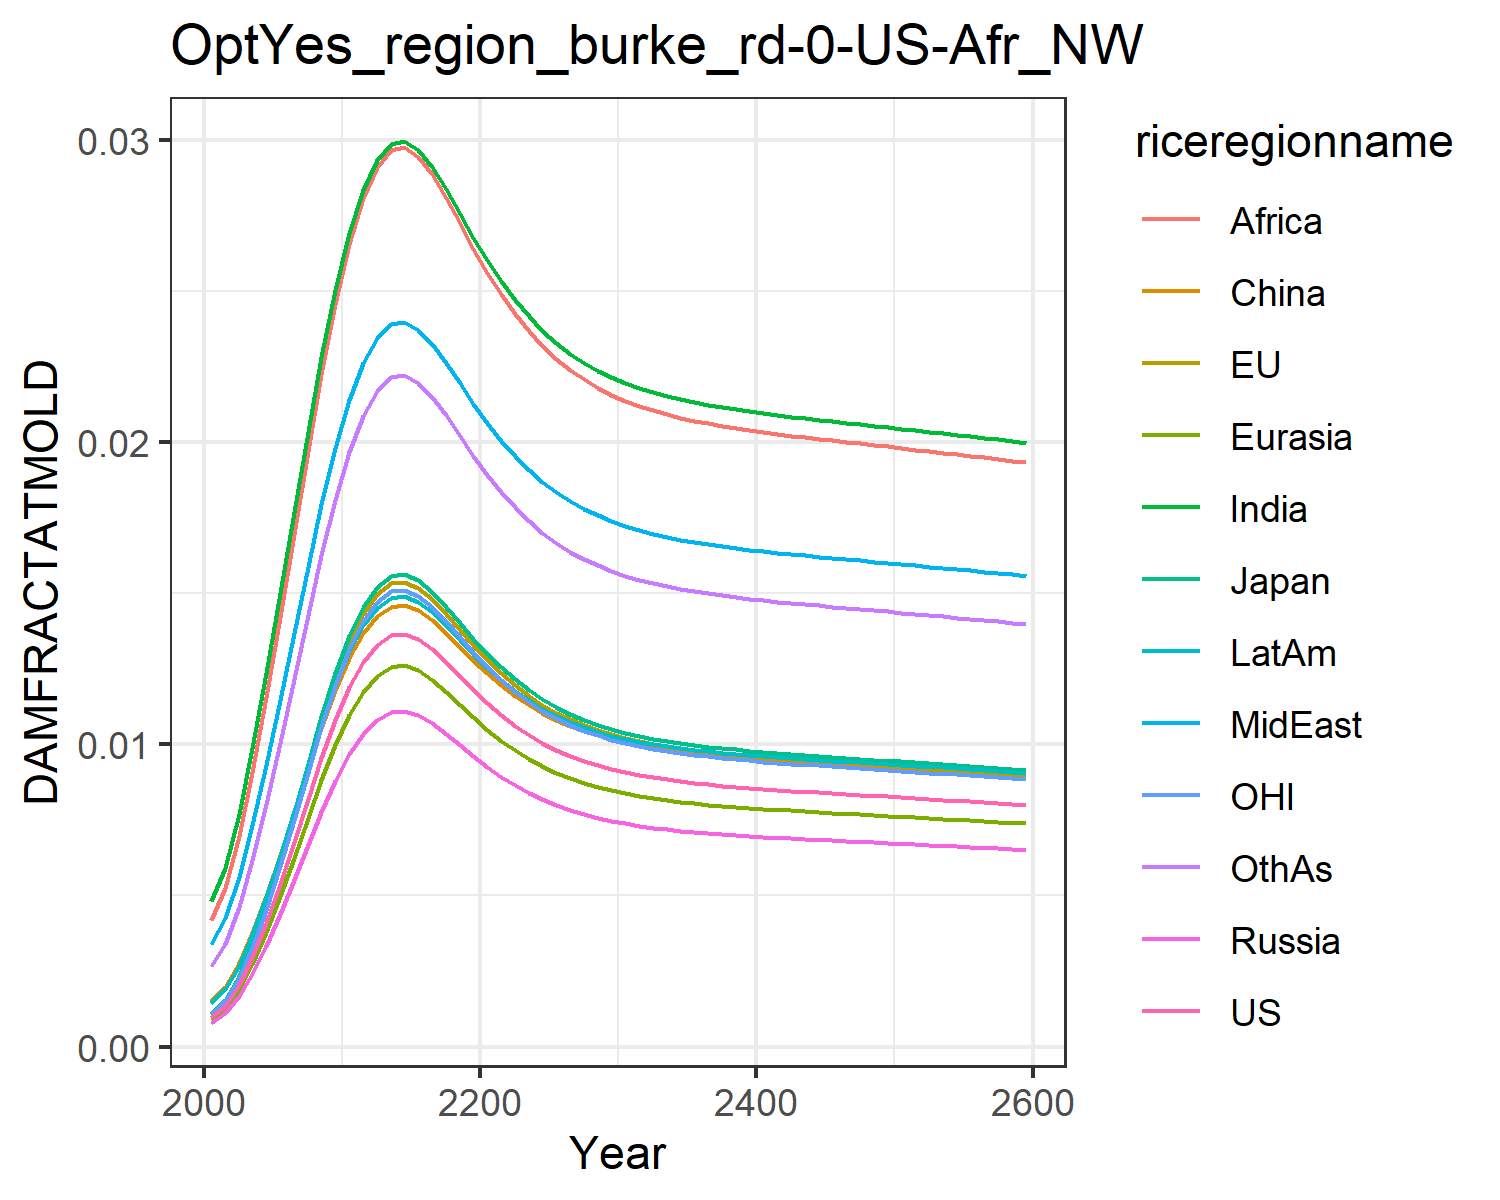 OptYes_region_burke_rd-0-US-Afr_NW
DAMFRACTATMOLD
0.03
0.02
0.01
0.00
2000
2200
2400
2600
Year
riceregionname
Africa
China
EU
Eurasia
India
Japan
LatAm
MidEast
OHI
OthAs
Russia
US